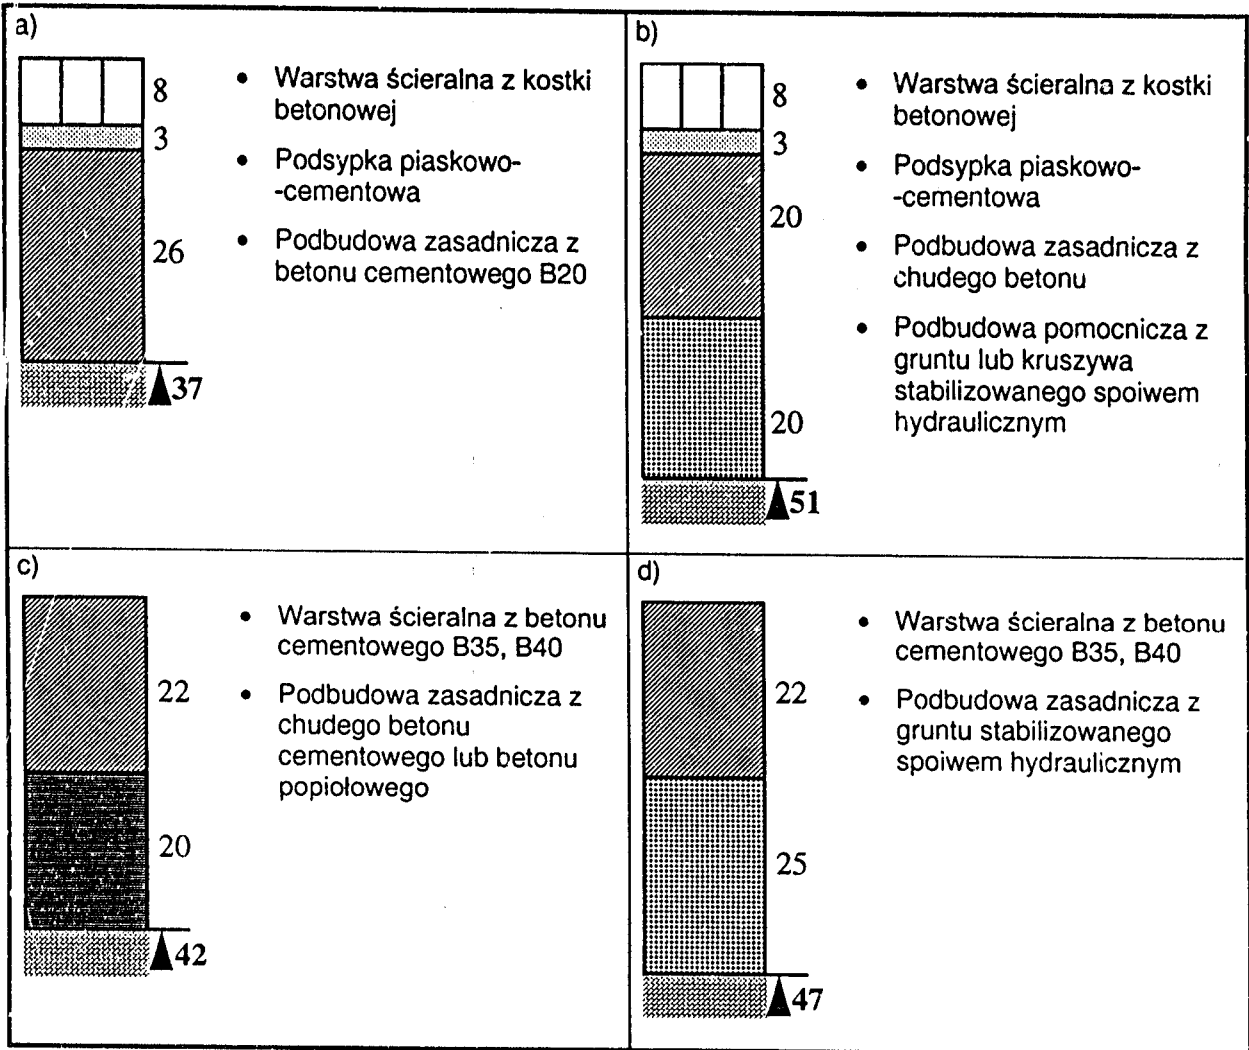 a)
8
3
26
37
• Warstwa ścieralna z kostki
betonowej
• Podsypka piaskowo-
-cementowa
• Podbudowa zasadnicza z
betonu cementowego B20
b)
8
3
20
20
51
• Warstwa ścieralna z kostki
betonowej
• Podsypka piaskowo-
-cementowa
• Podbudowa zasadnicza z
chudego betonu
• Podbudowa pomocnicza z
gruntu lub kruszywa
stabilizowanego spoiwem
hydraulicznym
c)
22
20
42
• Warstwa ścieralna z betonu
cementowego B35, B40
• Podbudowa zasadnicza z
chudego betonu
cementowego lub betonu
popiołowego
d)
22
25
47
• Warstwa ścieralna z betonu
cementowego B35, B40
• Podbudowa zasadnicza z
gruntu stabilizowanego
spoiwem hydraulicznym